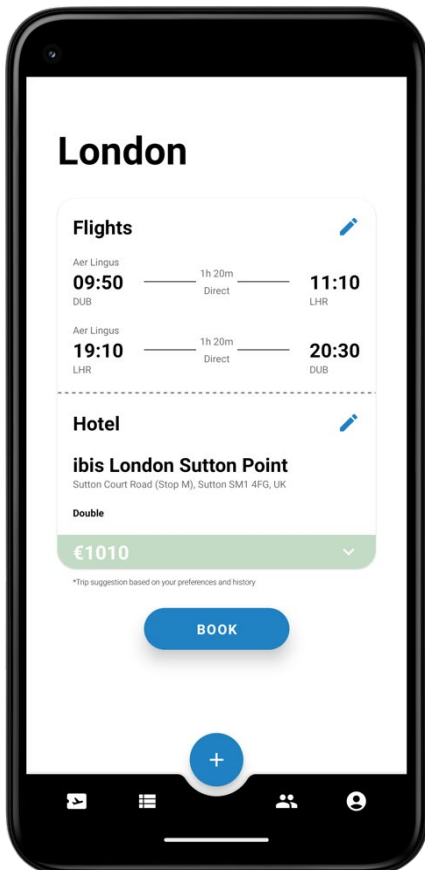 London
Flights
Aer Lingus
09:50 1h 20m 11:10
DUB Direct LHR
Aer Lingus
19:10 1h 20m 20:30
LHR Direct DUB
Hotel
ibis London Sutton Point
Sutton Court Road (Stop M), Sutton SM1 4FG, UK
Double
€1010
*Trip suggestion based on your preferences and history
BOOK
+